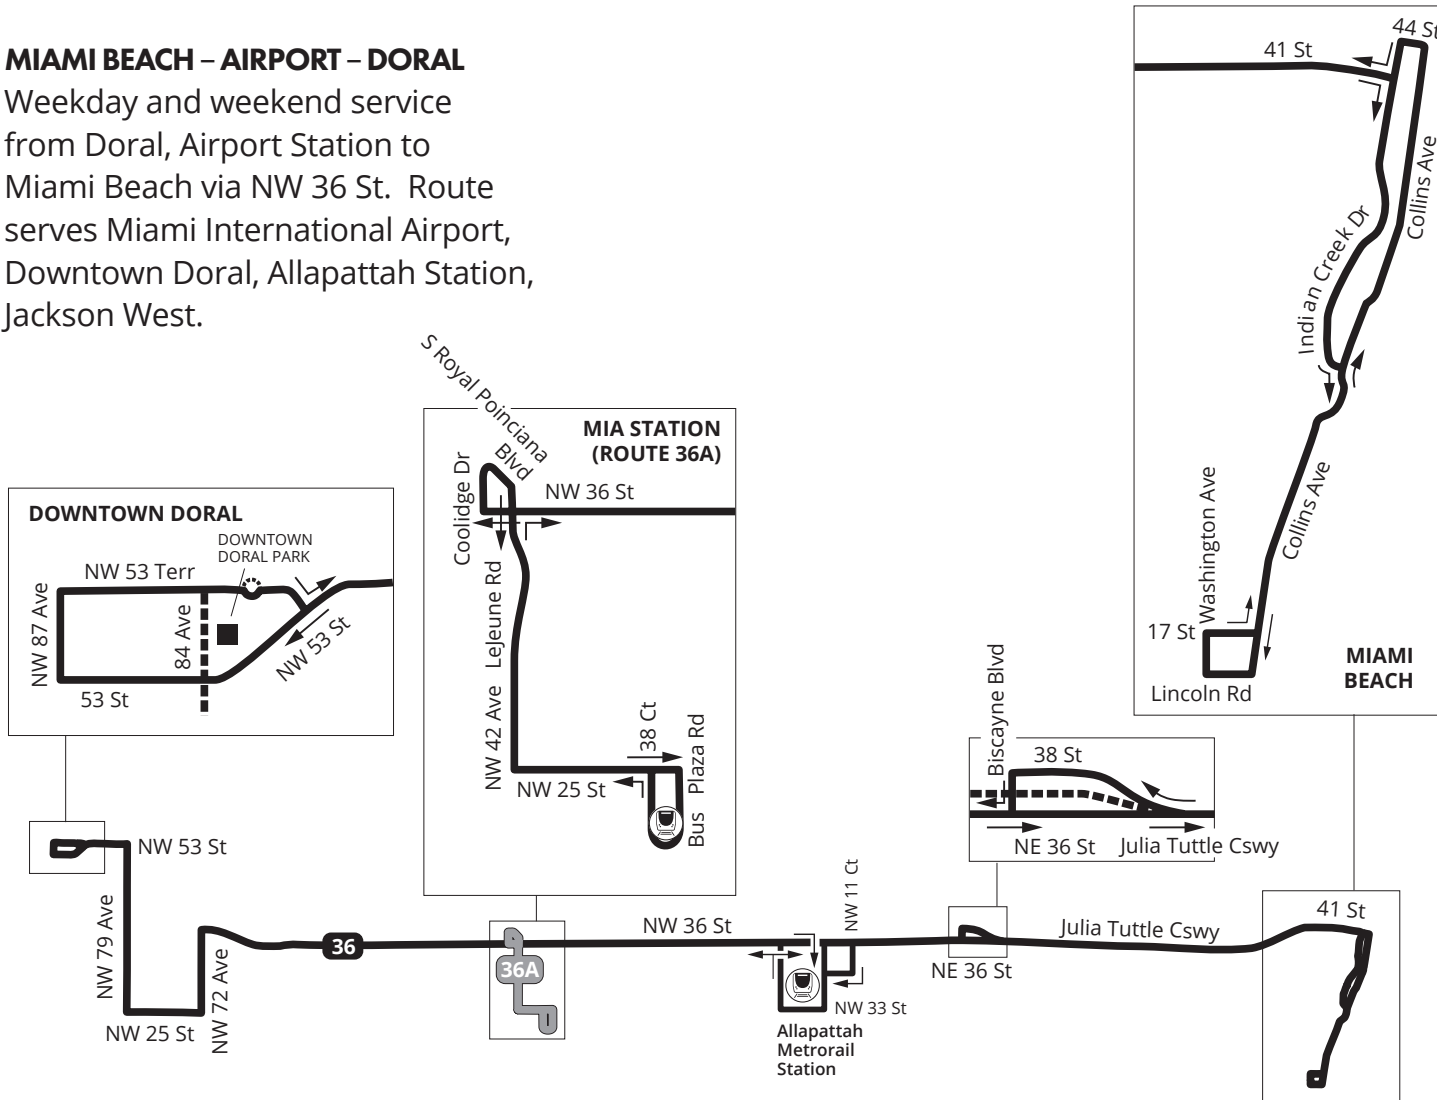 MIAMI BEACH – AIRPORT – DORAL
Weekday and weekend service
from Doral, Airport Station to
Miami Beach via NW 36 St.  Route
serves Miami International Airport,
Downtown Doral, Allapattah Station,
Jackson West.
44 St
41 St
Collins Ave
Indian Creek Dr
Collins Ave
Washington Ave
17 St
Lincoln Rd
MIAMI
BEACH
S Royal Poinciana
Blvd
MIA STATION
(ROUTE 36A)
Coolidge Dr
NW 36 St
LeJeune Rd
NW 42 Ave
38 Ct
NW 25 St
Bus Plaza Rd
DOWNTOWN DORAL
DOWNTOWN
DORAL PARK
NW 53 Terr
NW 87 Ave
84 Ave
NW 53 St
53 St
Biscayne Blvd
38 St
NE 36 St
Julia Tuttle Cswy
NW 53 St
NW 79 Ave
NW 25 St
NW 72 Ave
36
36A
NW 36 St
NW 11 Ct
NW 33 St
Allapattah
Metrorail
Station
NE 36 St
Julia Tuttle Cswy
41 St